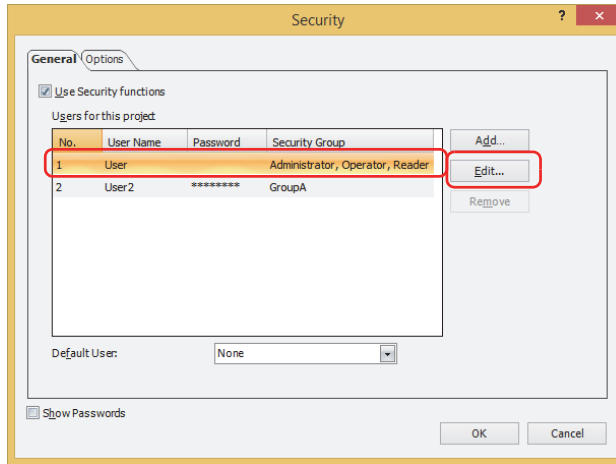 Security
? ×
General Options
Use Security functions
Users for this project
No. User Name Password Security Group
1 User Administrator, Operator, Reader
2 User2 ******** GroupA
Add...
Edit...
Remove
Default User: None
Show Passwords
OK Cancel